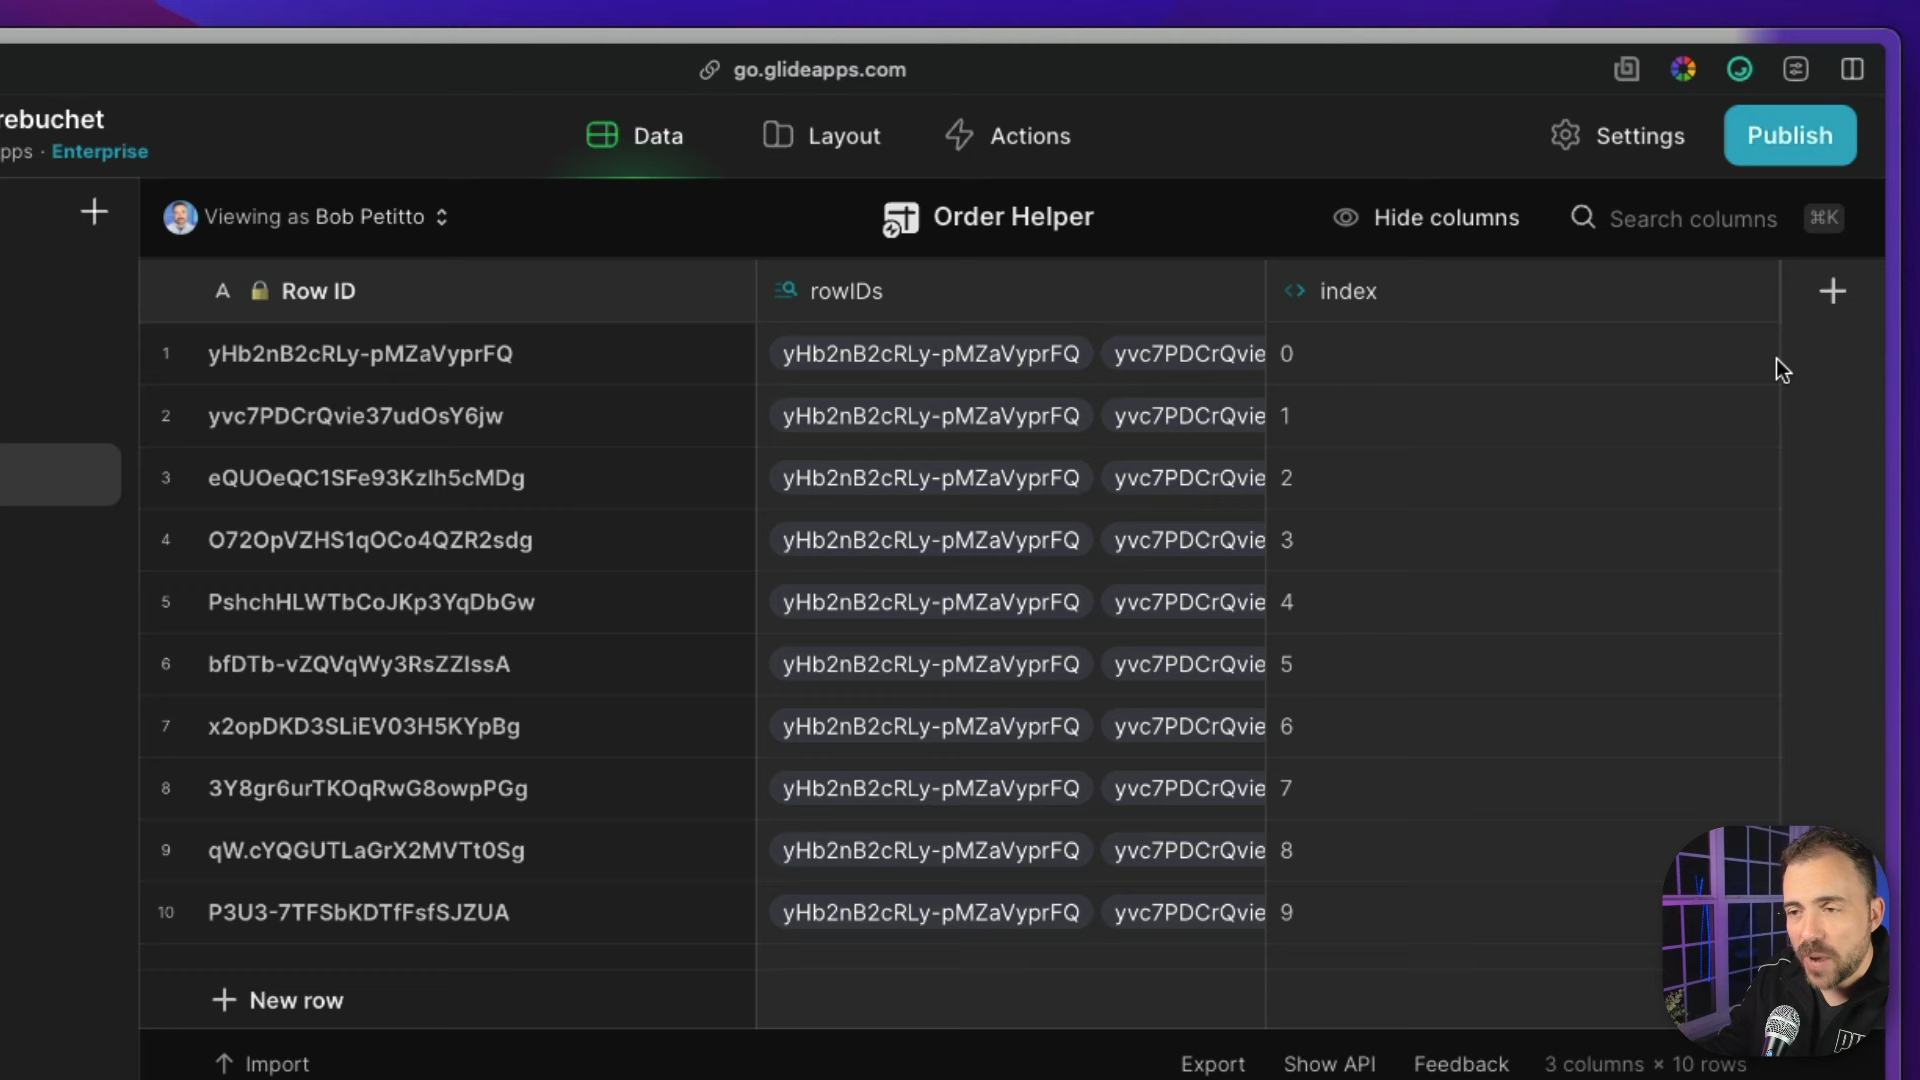 go.glideapps.com
rebuchet
pps · Enterprise
Data
Layout
Actions
Settings
Publish
Viewing as Bob Petitto
Order Helper
Hide columns
Search columns
⌘K
A Row ID
rowIDs
index
1 yHb2nB2cRLy-pMZaVyprFQ yHb2nB2cRLy-pMZaVyprFQ yvc7PDCrQvie 0
2 yvc7PDCrQvie37udOsY6jw yHb2nB2cRLy-pMZaVyprFQ yvc7PDCrQvie 1
3 eQUOeQC1SFe93KzIh5cMDg yHb2nB2cRLy-pMZaVyprFQ yvc7PDCrQvie 2
4 O72OpVZHS1qOCo4QZR2sdg yHb2nB2cRLy-pMZaVyprFQ yvc7PDCrQvie 3
5 PshchHLWTbCoJKp3YqDbGw yHb2nB2cRLy-pMZaVyprFQ yvc7PDCrQvie 4
6 bfDTb-vZQVqWy3RsZZIssA yHb2nB2cRLy-pMZaVyprFQ yvc7PDCrQvie 5
7 x2opDKD3SLiEV03H5KYpBg yHb2nB2cRLy-pMZaVyprFQ yvc7PDCrQvie 6
8 3Y8gr6urTKOqRwG8owpPGg yHb2nB2cRLy-pMZaVyprFQ yvc7PDCrQvie 7
9 qW.cYQGUTLaGrX2MVTt0Sg yHb2nB2cRLy-pMZaVyprFQ yvc7PDCrQvie 8
10 P3U3-7TFSbKDTfFsfSJZUA yHb2nB2cRLy-pMZaVyprFQ yvc7PDCrQvie 9
New row
Import
Export
Show API
Feedback
3 columns × 10 rows